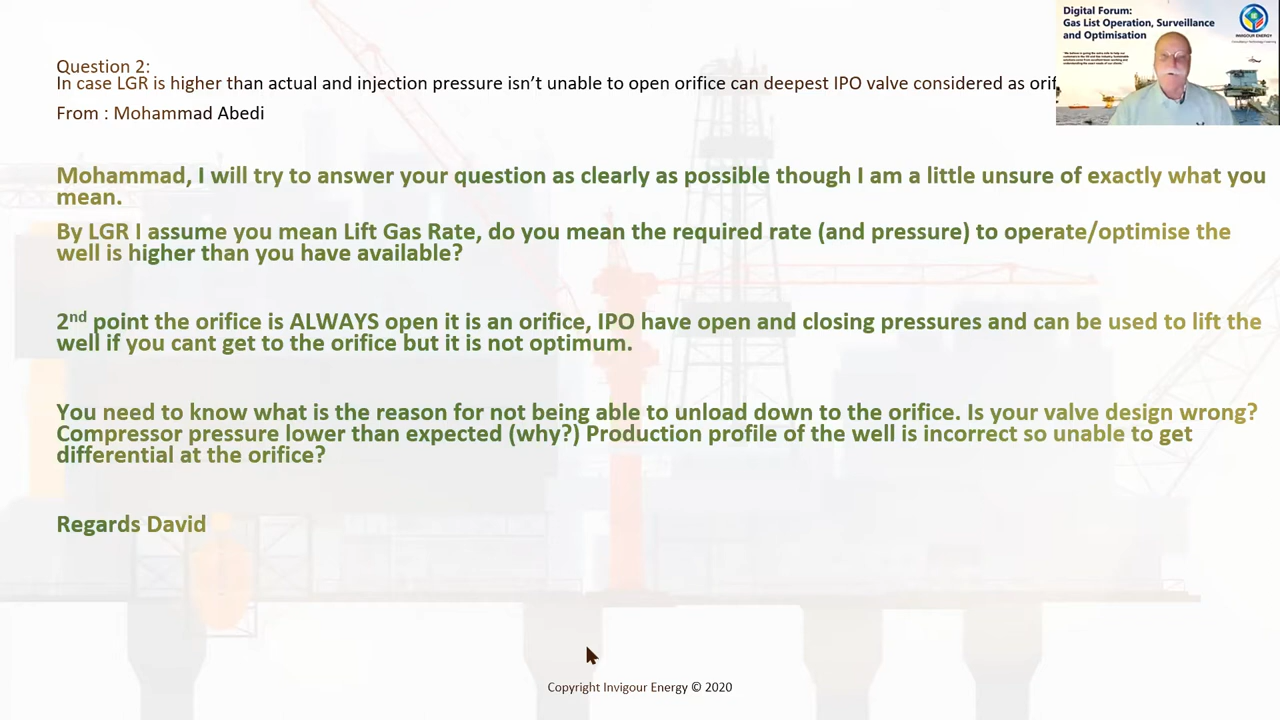 Question 2:
In case LGR is higher than actual and injection pressure isn't unable to open orifice can deepest IPO valve considered as orif
From : Mohammad Abedi
Mohammad, I will try to answer your question as clearly as possible though I am a little unsure of exactly what you
mean.
By LGR I assume you mean Lift Gas Rate, do you mean the required rate (and pressure) to operate/optimise the
well is higher than you have available?
2nd point the orifice is ALWAYS open it is an orifice, IPO have open and closing pressures and can be used to lift the
well if you cant get to the orifice but it is not optimum.
You need to know what is the reason for not being able to unload down to the orifice. Is your valve design wrong?
Compressor pressure lower than expected (why?) Production profile of the well is incorrect so unable to get
differential at the orifice?
Regards David
Copyright Invigour Energy © 2020
Digital Forum:
Gas List Operation, Surveillance
and Optimisation
INVIGOUR ENERGY